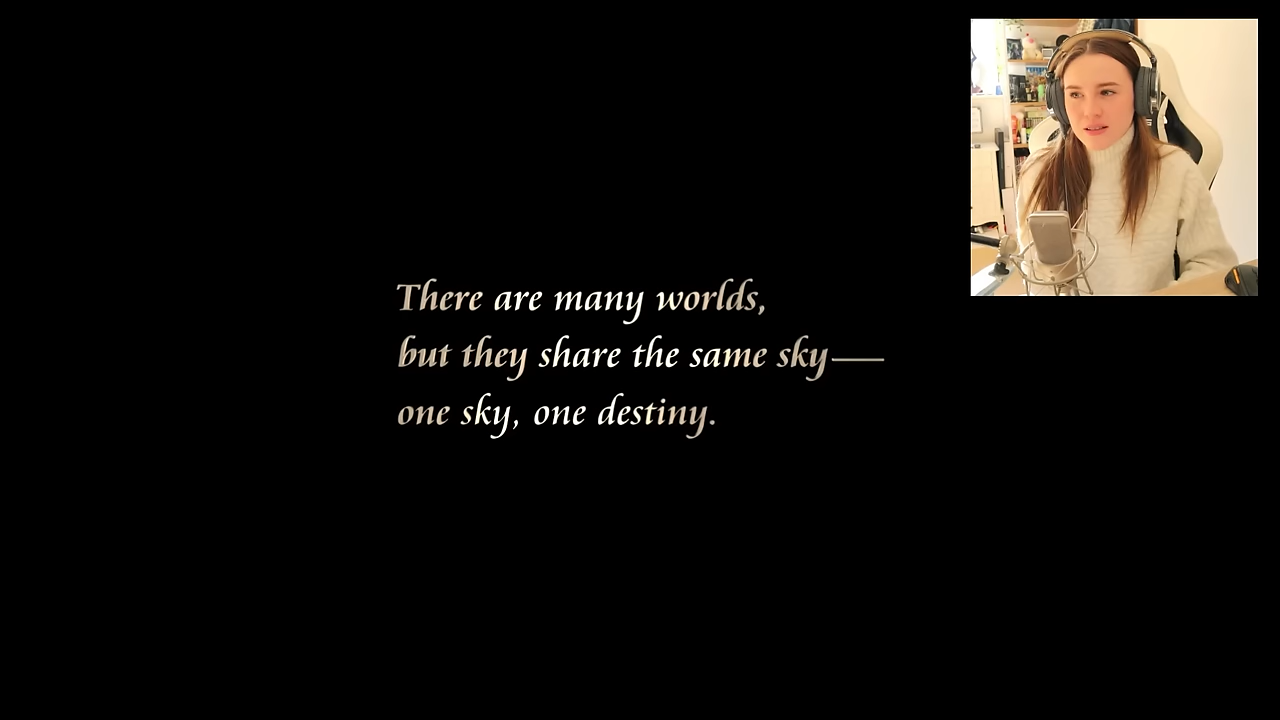 There are many worlds,
but they share the same sky—
one sky, one destiny.